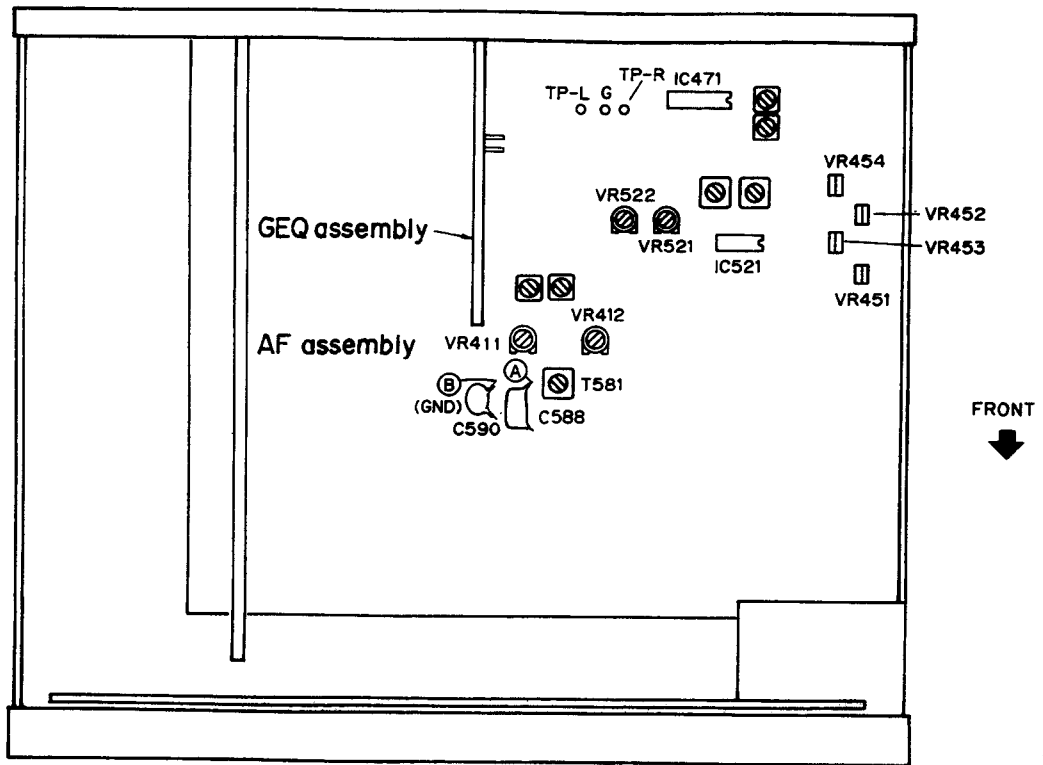 TP-L G TP-R IC471
VR454
VR522
VR452
GEQ assembly
VR521
IC521
VR453
VR451
VR412
AF assembly
VR411
A
B
T581
(GND)
C588
C590
FRONT